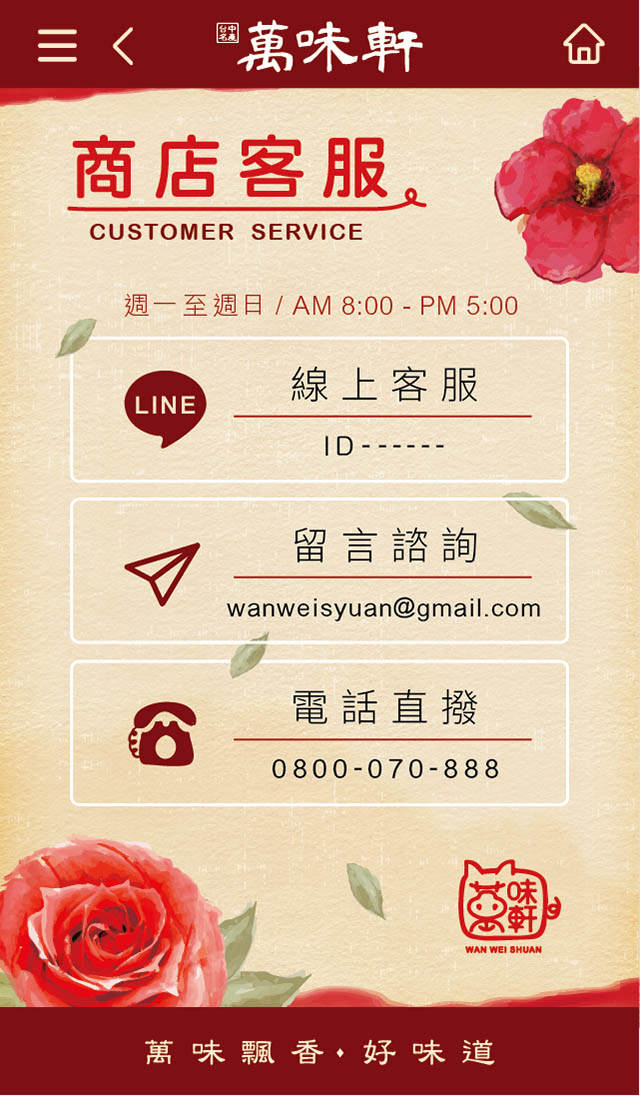 中度
台名
萬味軒
商店客服
CUSTOMER SERVICE
週一至週日 / AM 8:00 - PM 5:00
LINE
線上客服
ID------
留言諮詢
wanweisyuan@gmail.com
電話直撥
0800-070-888
萬味軒
WAN WEI SHUAN
萬味飄香·好味道